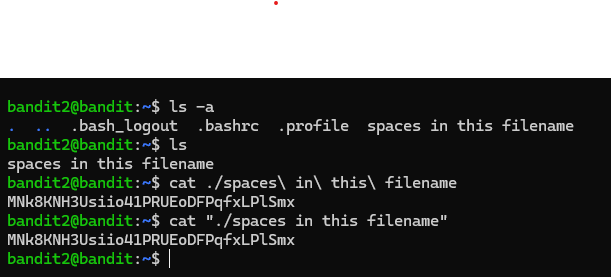 bandit2@bandit:~$ ls -a
.  ..  .bash_logout  .bashrc  .profile  spaces in this filename
bandit2@bandit:~$ ls
spaces in this filename
bandit2@bandit:~$ cat ./spaces\ in\ this\ filename
MNk8KNH3Usiio41PRUEoDFPqfxLPlSmx
bandit2@bandit:~$ cat "./spaces in this filename"
MNk8KNH3Usiio41PRUEoDFPqfxLPlSmx
bandit2@bandit:~$